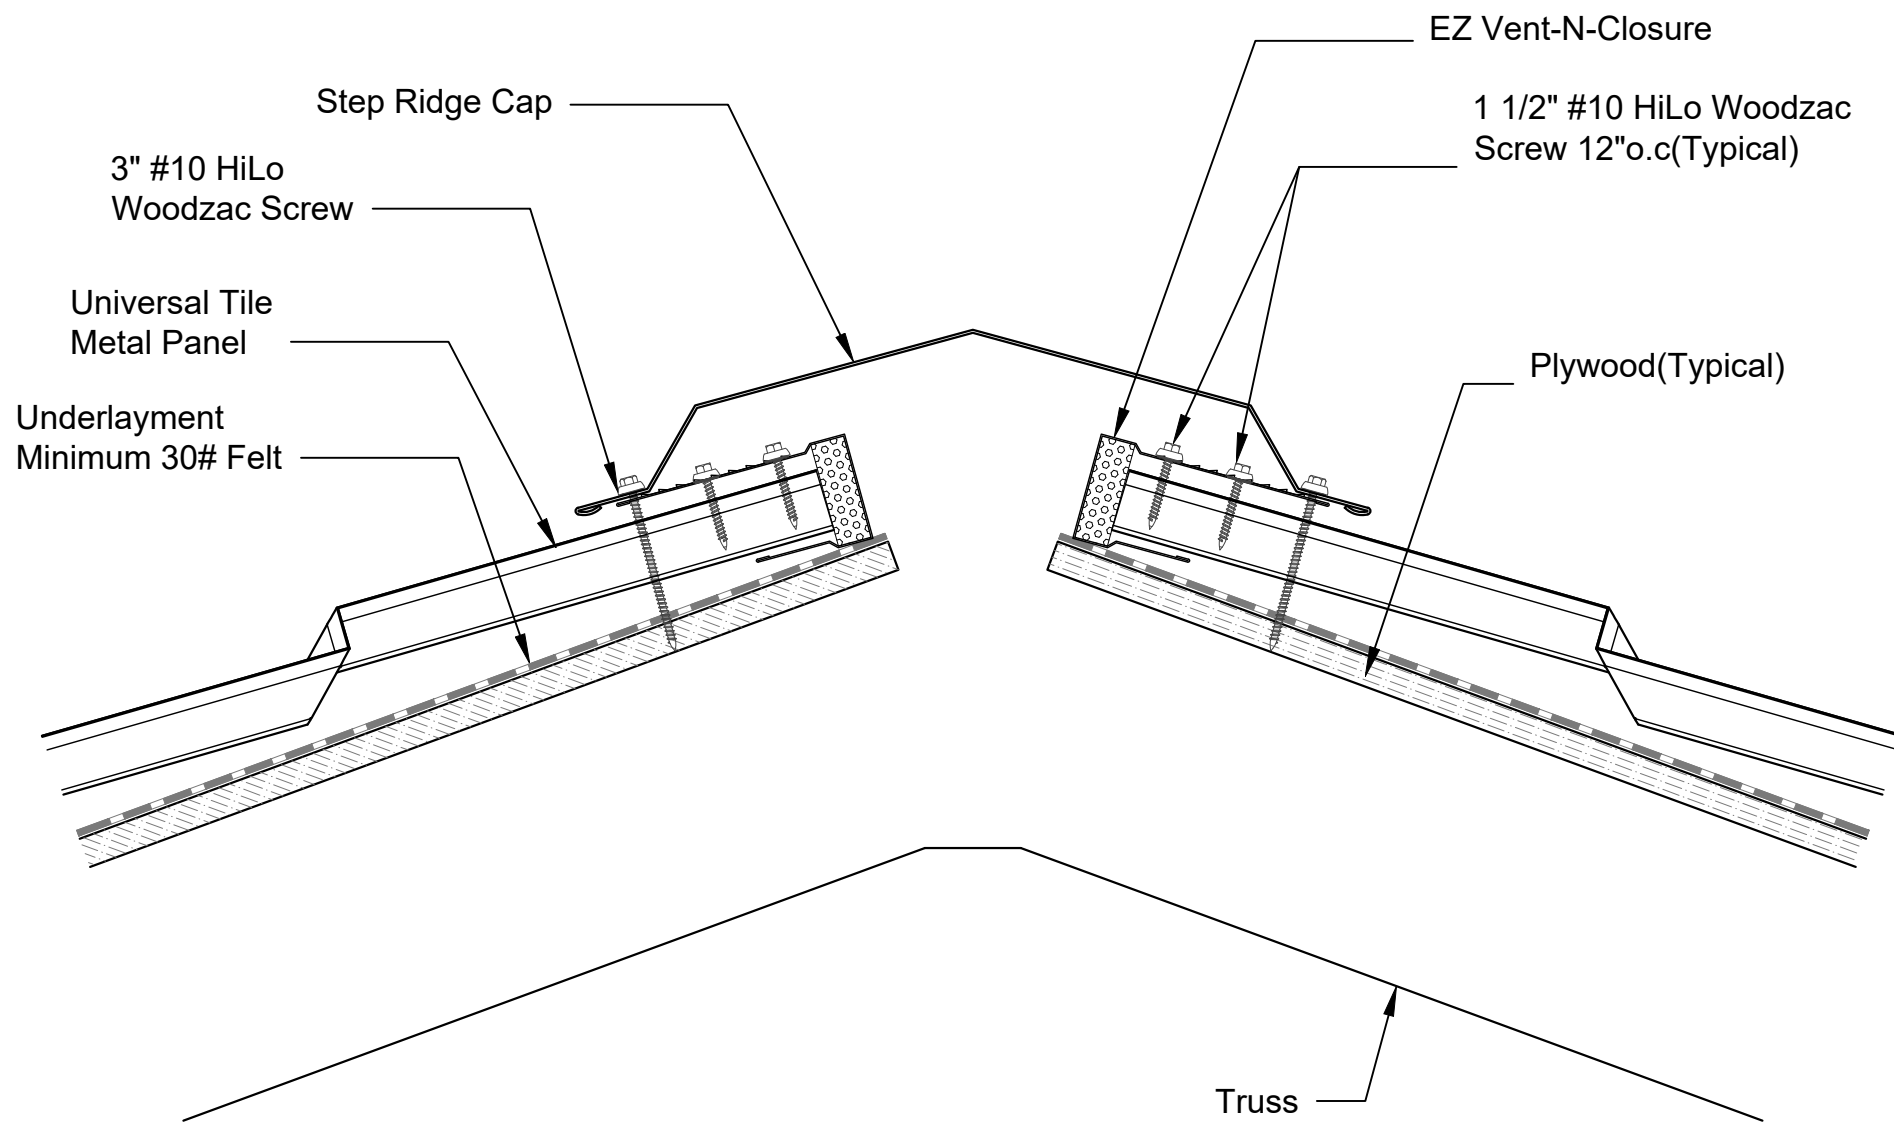 EZ Vent-N-Closure
Step Ridge Cap
1 1/2" #10 HiLo Woodzac
Screw 12"o.c(Typical)
3" #10 HiLo
Woodzac Screw
Universal Tile
Metal Panel
Plywood(Typical)
Underlayment
Minimum 30# Felt
Truss